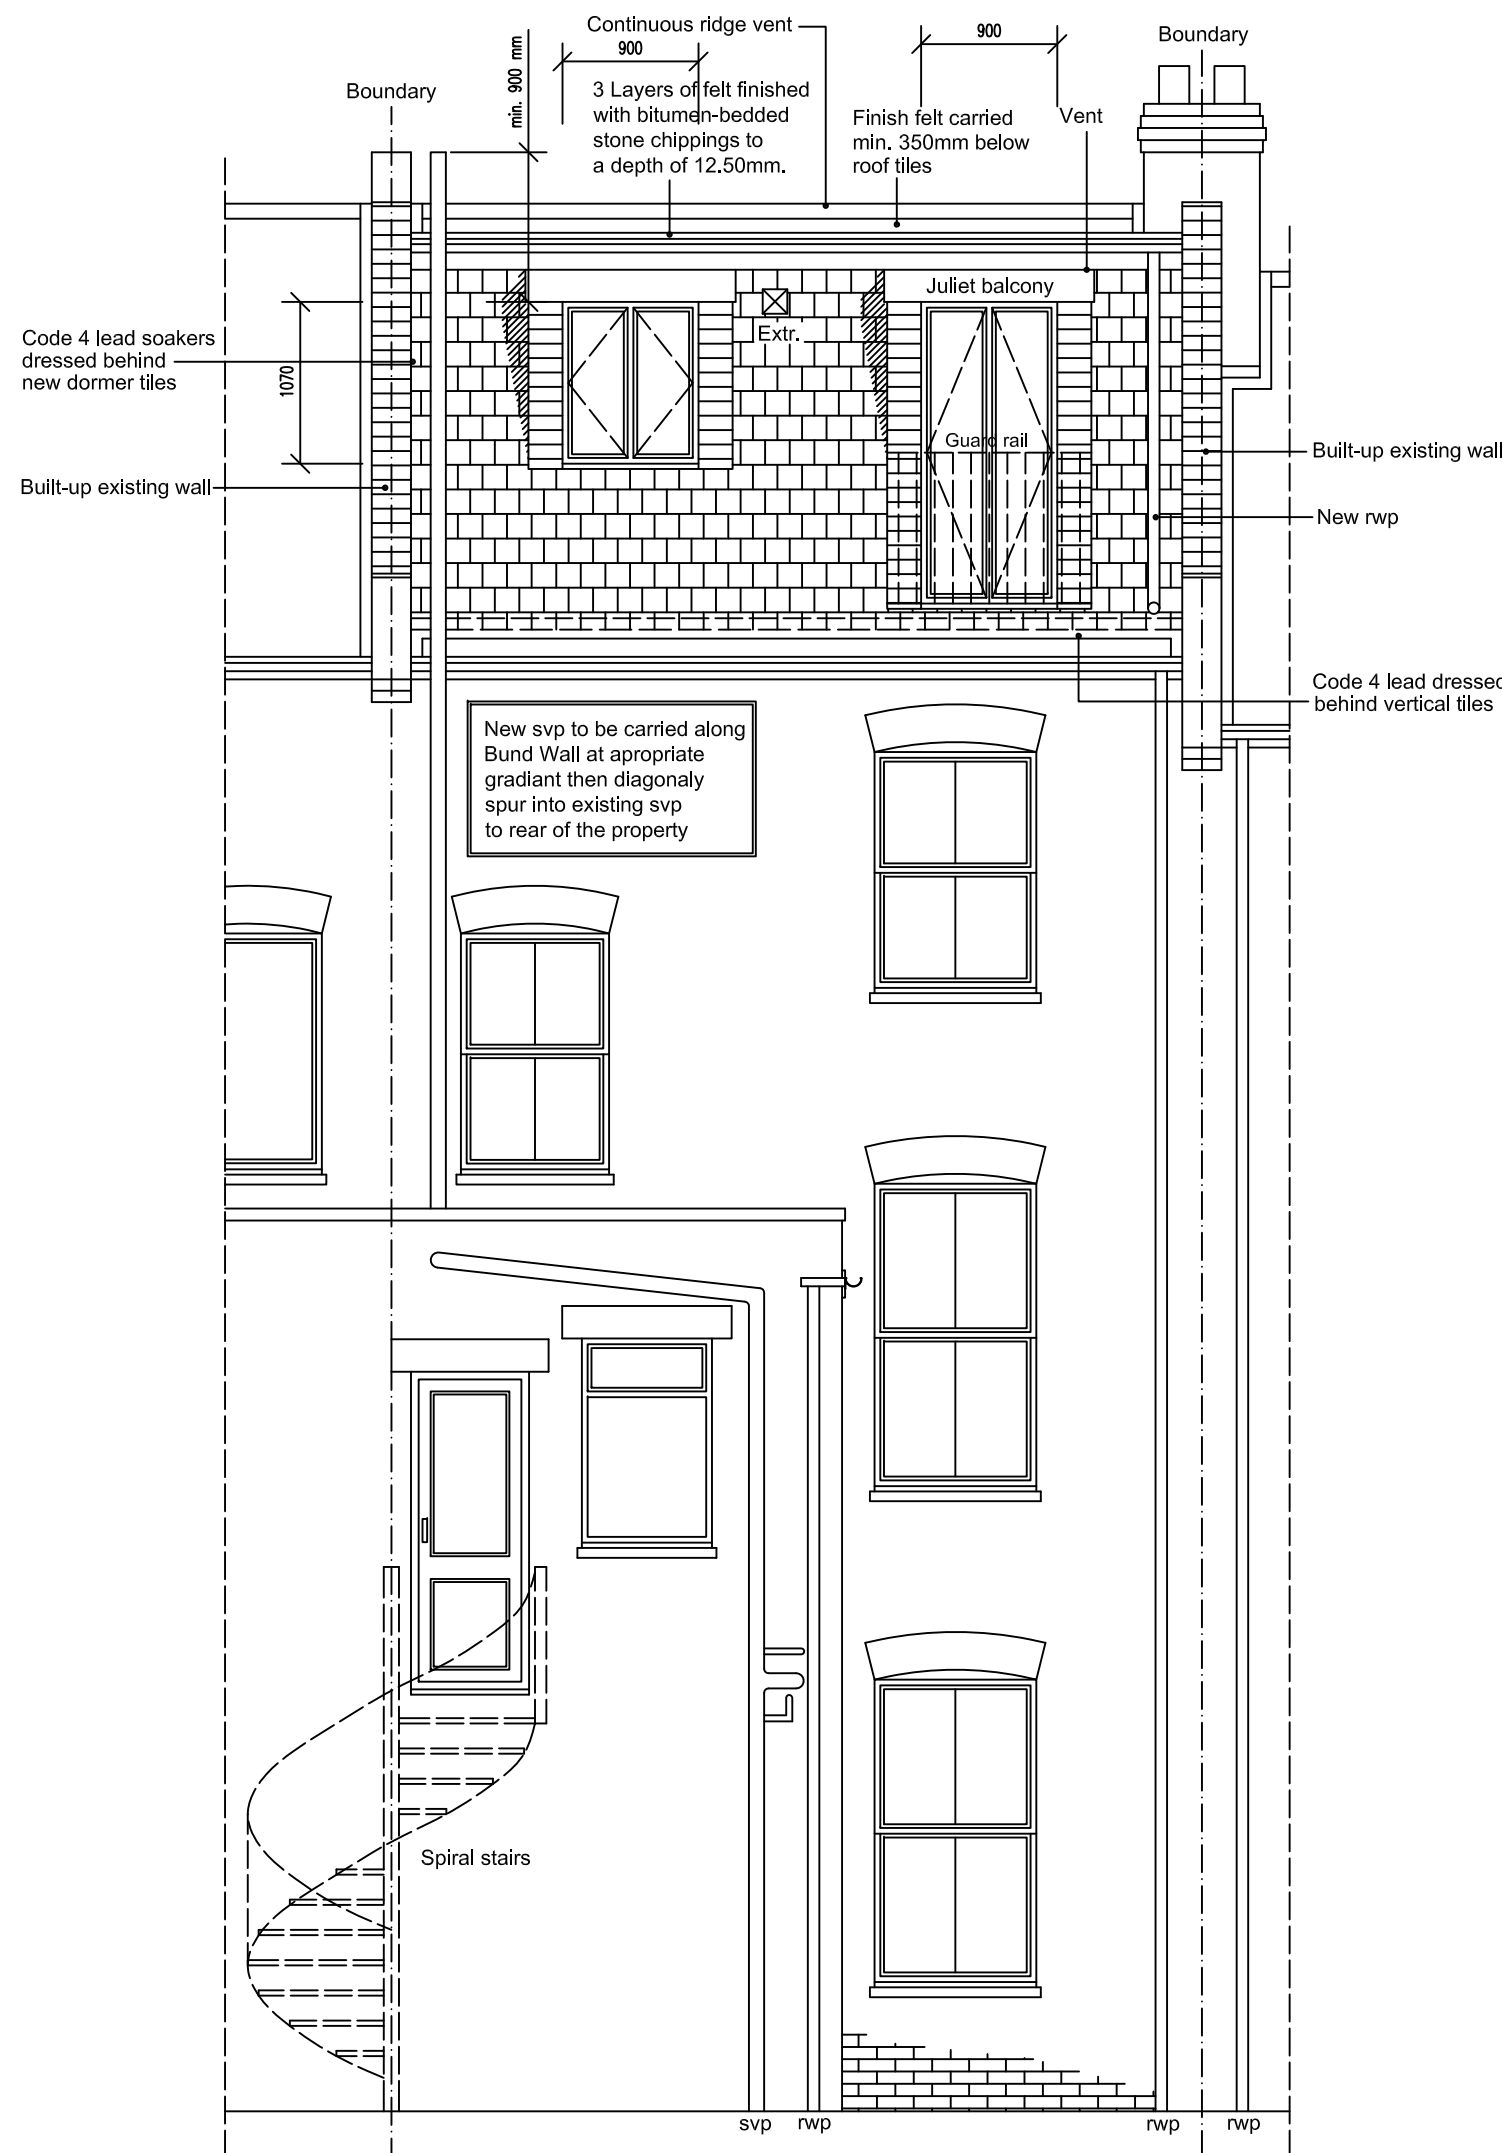 Continuous ridge vent
900
900
Boundary
min. 900 mm
Boundary
3 Layers of felt finished
with bitumen-bedded
stone chippings to
a depth of 12.50mm.
Finish felt carried
min. 350mm below
roof tiles
Vent
Juliet balcony
Extr.
Code 4 lead soakers
dressed behind
new dormer tiles
1070
Guard rail
Built-up existing wall
Built-up existing wall
New rwp
Code 4 lead dressed
behind vertical tiles
New svp to be carried along
Bund Wall at apropriate
gradiant then diagonaly
spur into existing svp
to rear of the property
Spiral stairs
svp
rwp
rwp
rwp